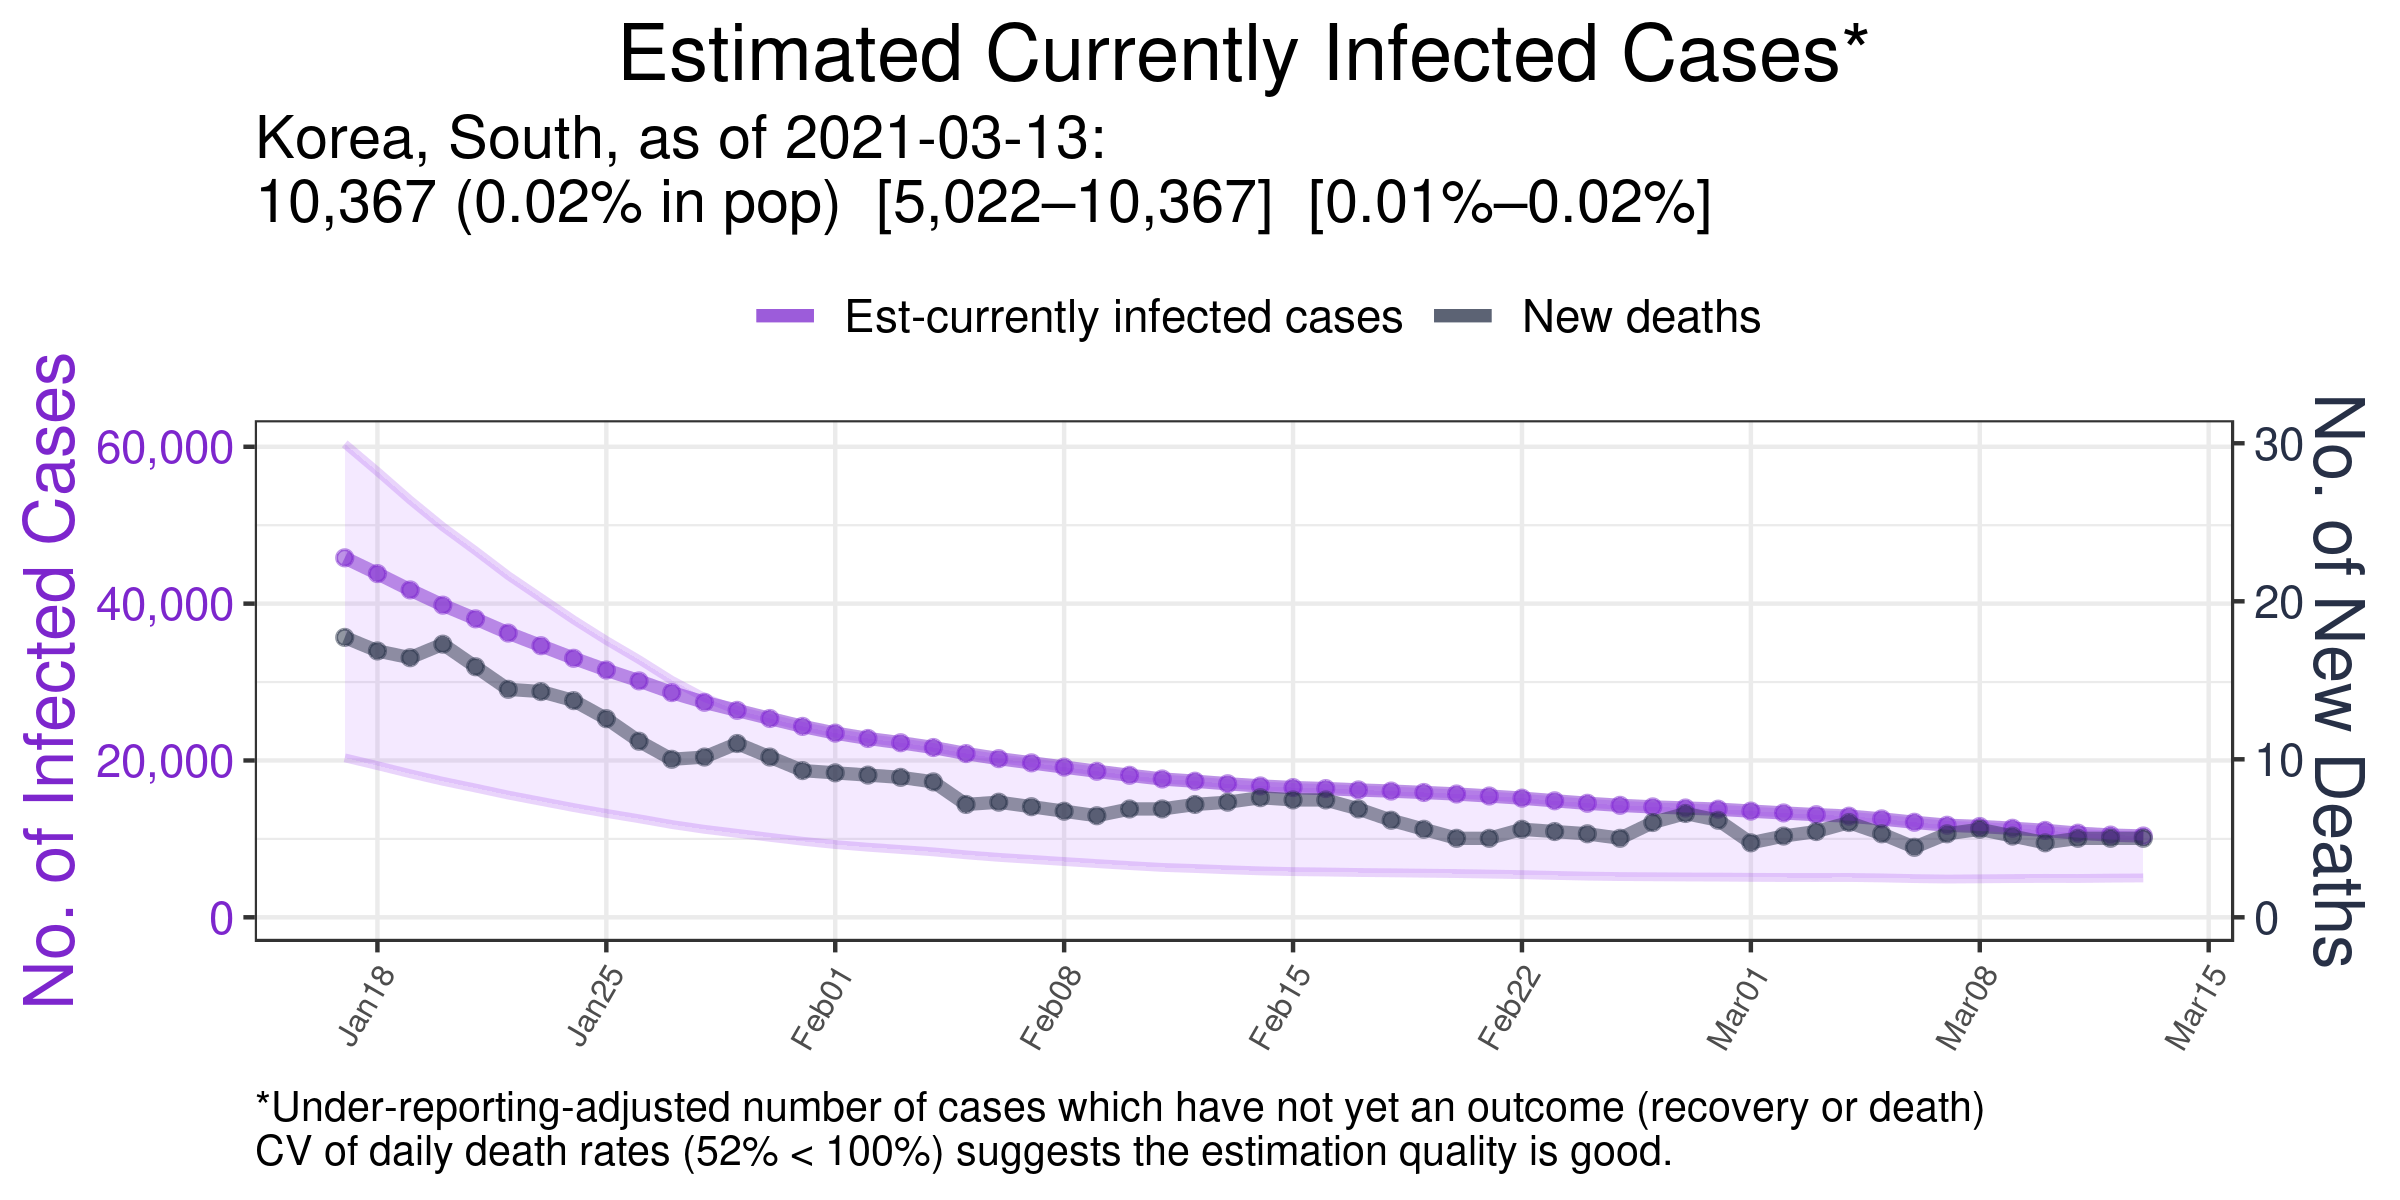 Estimated Currently Infected Cases*
Korea, South, as of 2021-03-13:
10,367 (0.02% in pop) [5,022–10,367] [0.01%–0.02%]
Est-currently infected cases New deaths
No. of Infected Cases
60,000
40,000
20,000
0
30
20
10
0
No. of New Deaths
Jan18 Jan25 Feb01 Feb08 Feb15 Feb22 Mar01 Mar08 Mar15
*Under-reporting-adjusted number of cases which have not yet an outcome (recovery or death)
CV of daily death rates (52% < 100%) suggests the estimation quality is good.